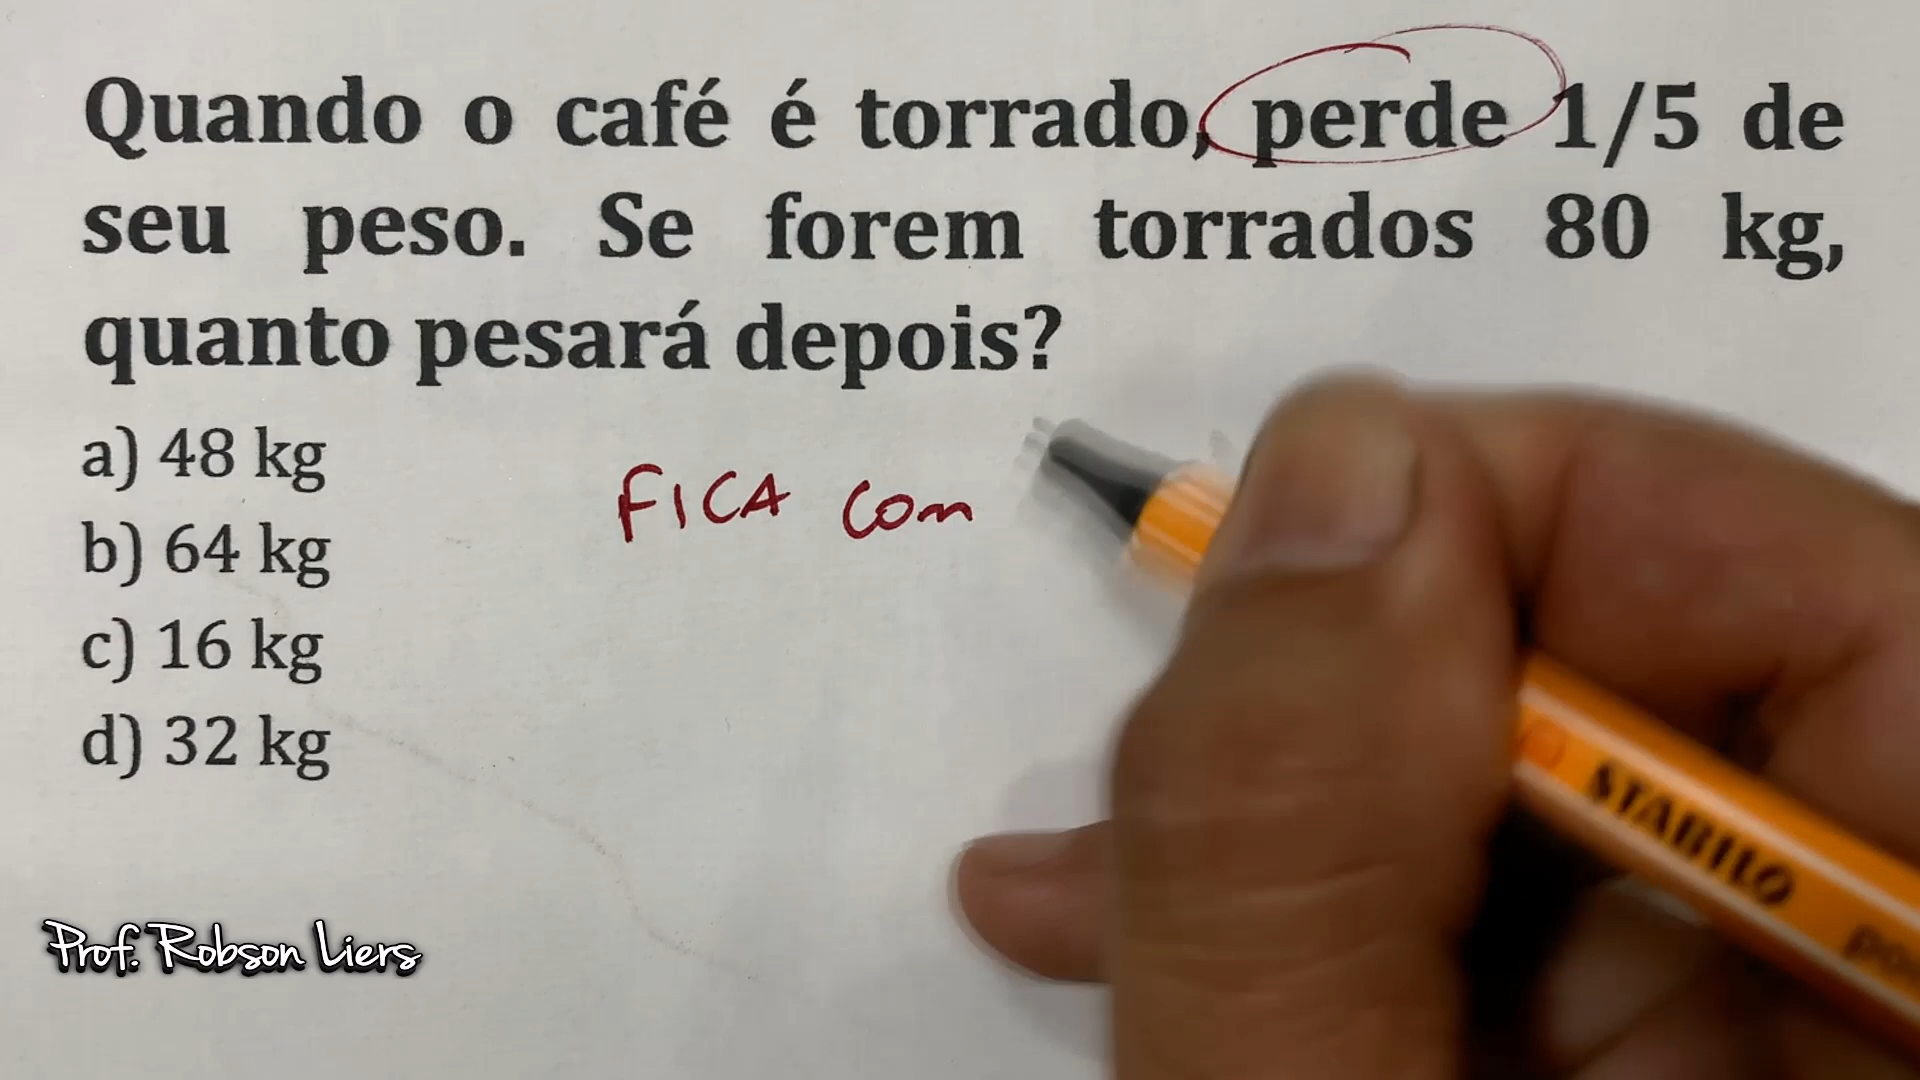 Quando o café é torrado, perde 1/5 de
seu peso. Se forem torrados 80 kg,
quanto pesará depois?
a) 48 kg
FICA com
b) 64 kg
c) 16 kg
d) 32 kg
STABILO
Prof. Robson Liers